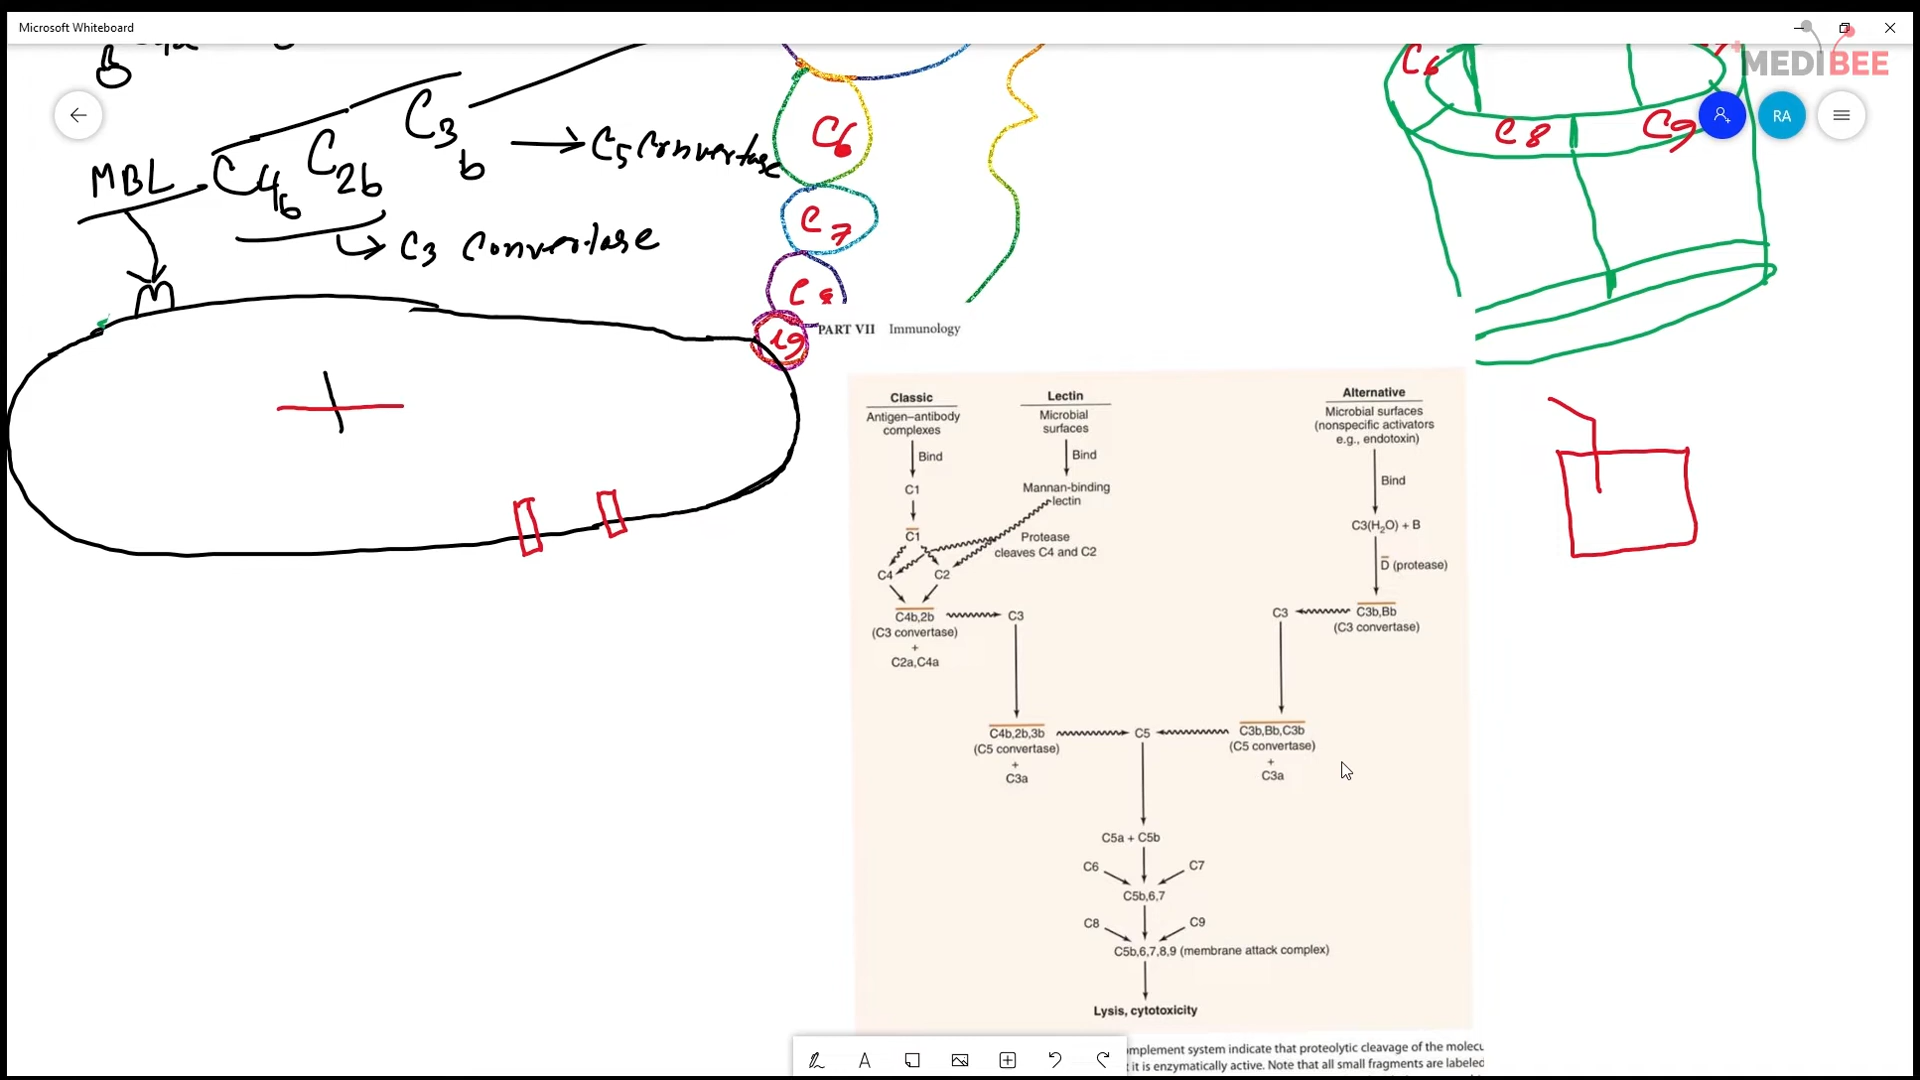 Microsoft Whiteboard
MEDIBEE
RA
C6
C8
C9
MBL
C4b C2b C3b → C5 Convertase
C3 Convertase
M
C6
C7
C8
C9
PART VII Immunology
Classic
Antigen–antibody
complexes
Bind
C1
C1
C4
C2
C4b,2b
(C3 convertase)
+
C2a,C4a
Lectin
Microbial
surfaces
Bind
Mannan-binding
lectin
Protease
cleaves C4 and C2
C3
C4b,2b,3b
(C5 convertase)
+
C3a
Alternative
Microbial surfaces
(nonspecific activators
e.g., endotoxin)
Bind
C3(H2O) + B
D (protease)
C3b,Bb
(C3 convertase)
C3
C3b,Bb,C3b
(C5 convertase)
+
C3a
C5
C5a + C5b
C6
C7
C5b,6,7
C8
C9
C5b,6,7,8,9 (membrane attack complex)
Lysis, cytotoxicity
mplement system indicate that proteolytic cleavage of the molecu
it is enzymatically active. Note that all small fragments are labeled